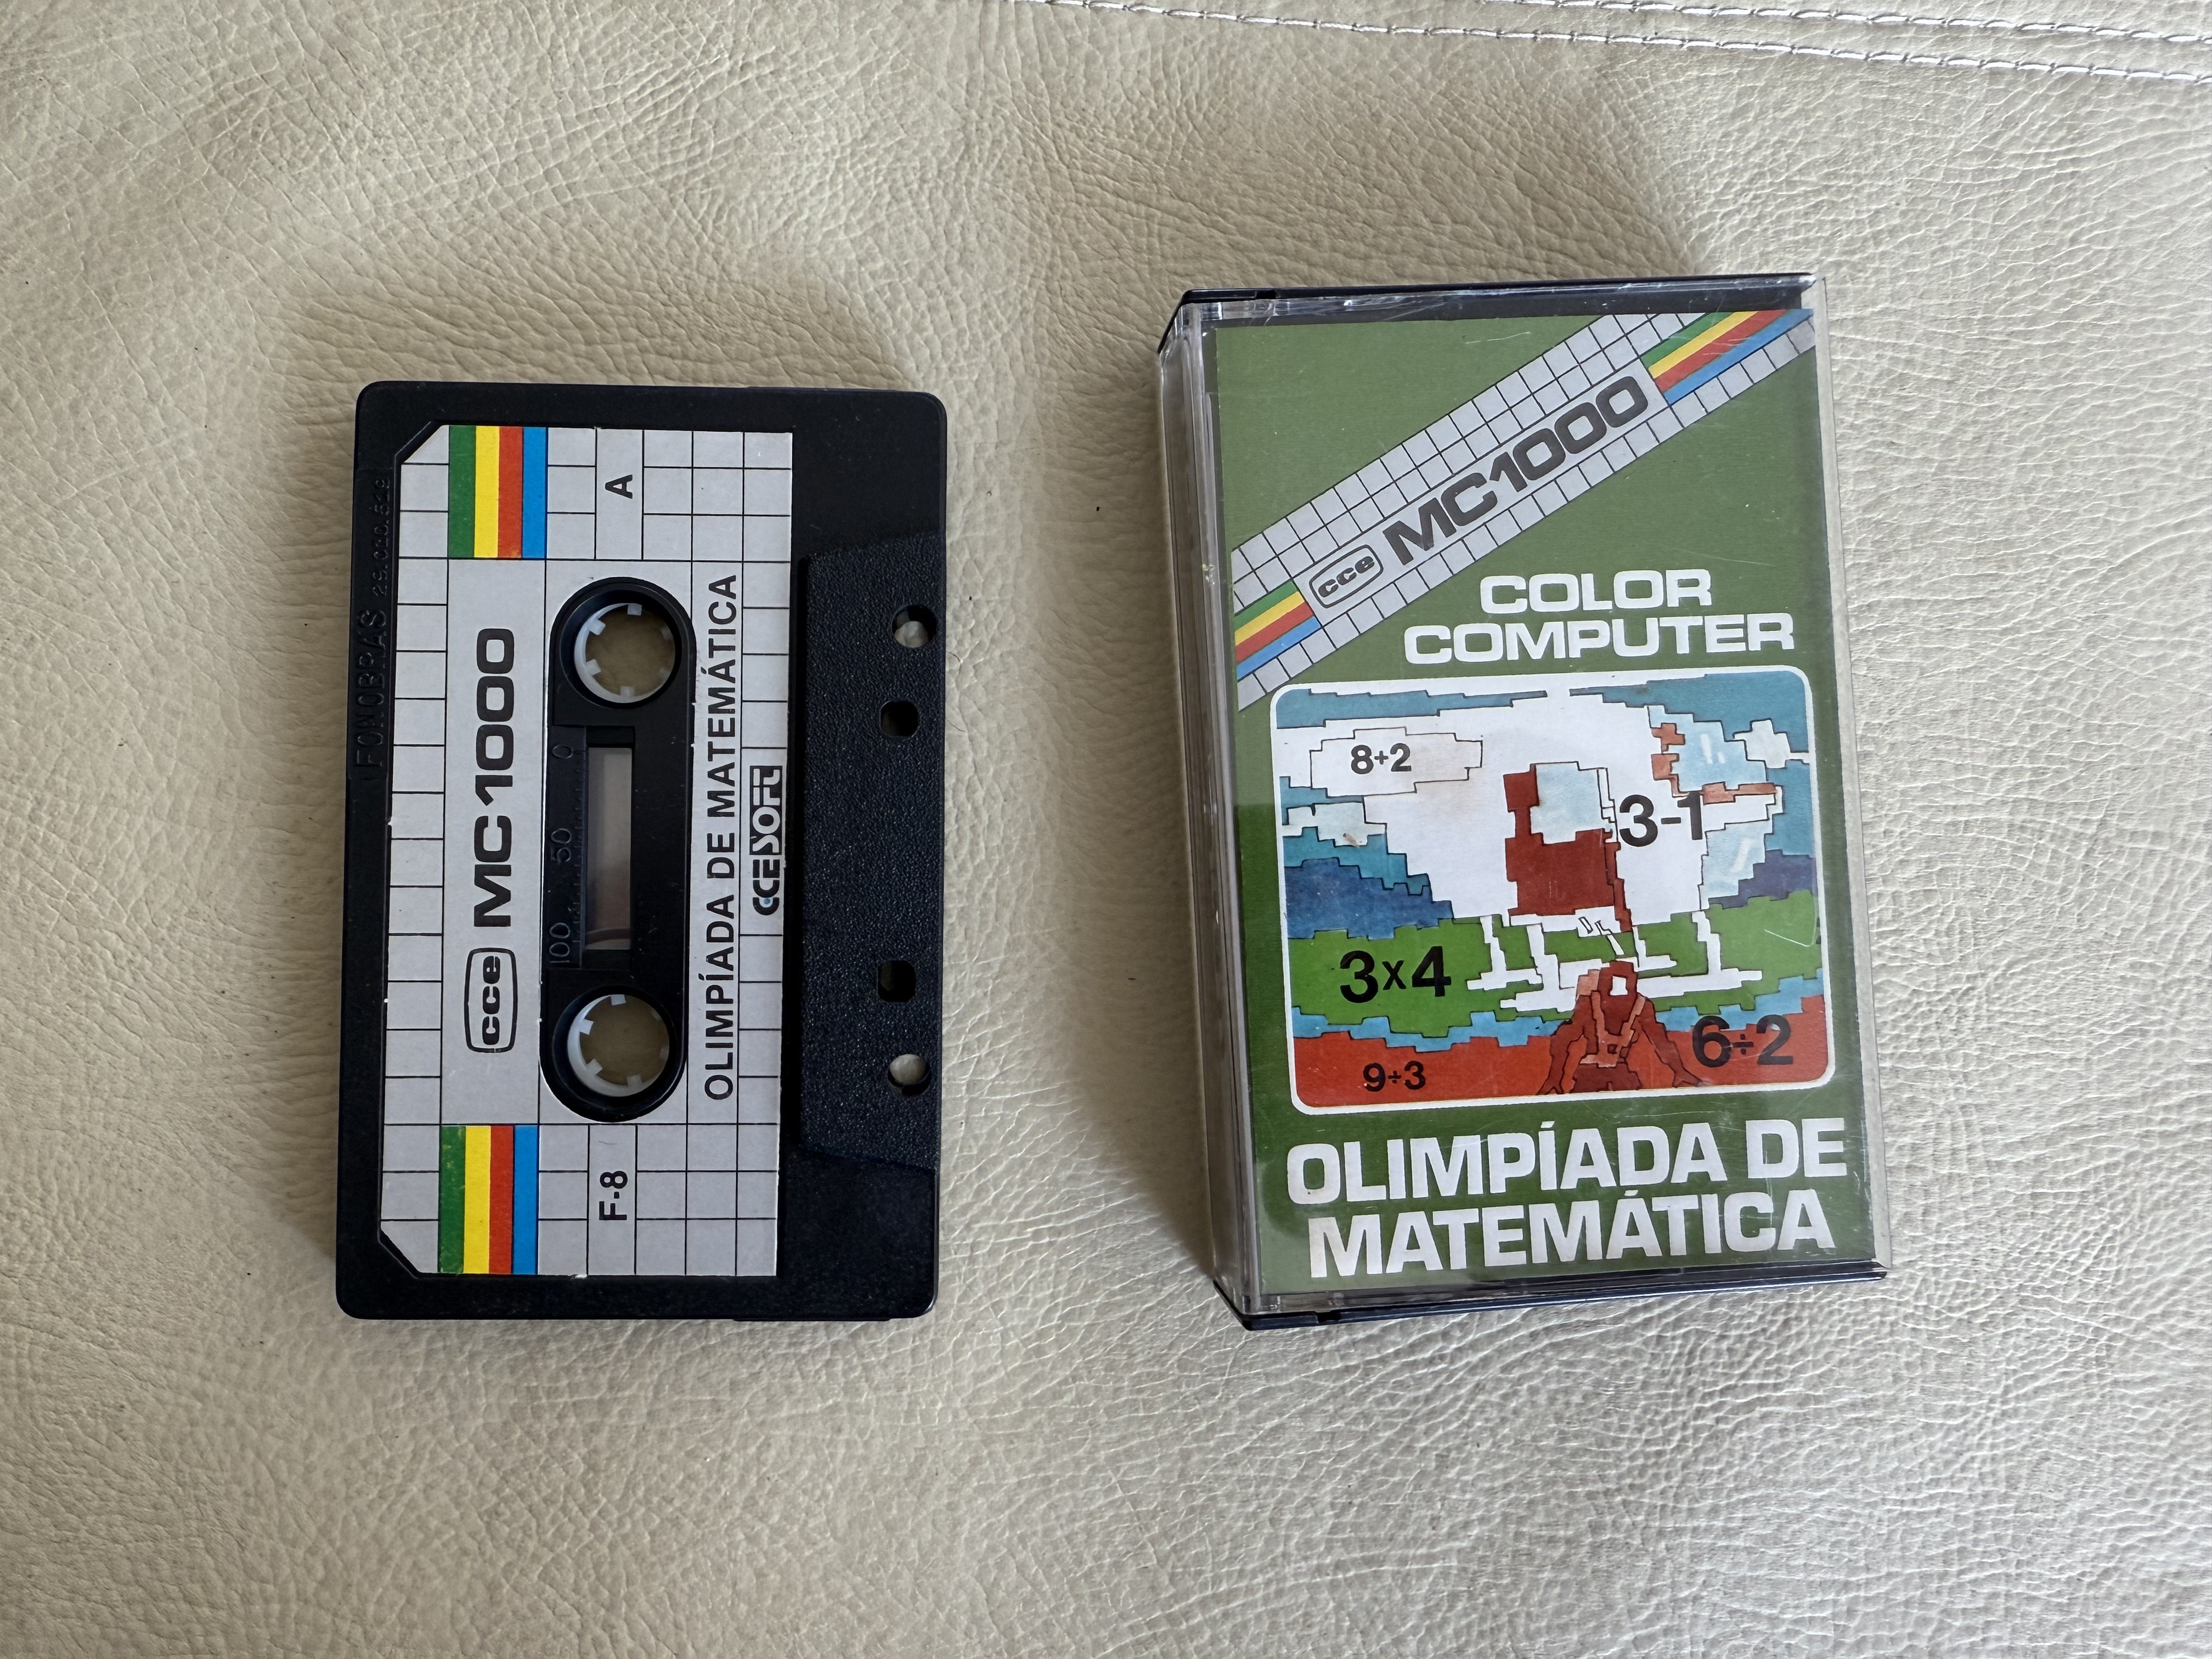 FONOBRAS
A
cce MC1000
0
50
100
OLIMPÍADA DE MATEMÁTICA
CCESOFT
F-8
cce MC1000
COLOR
COMPUTER
8+2
3-1
3x4
6÷2
9÷3
OLIMPÍADA DE
MATEMÁTICA